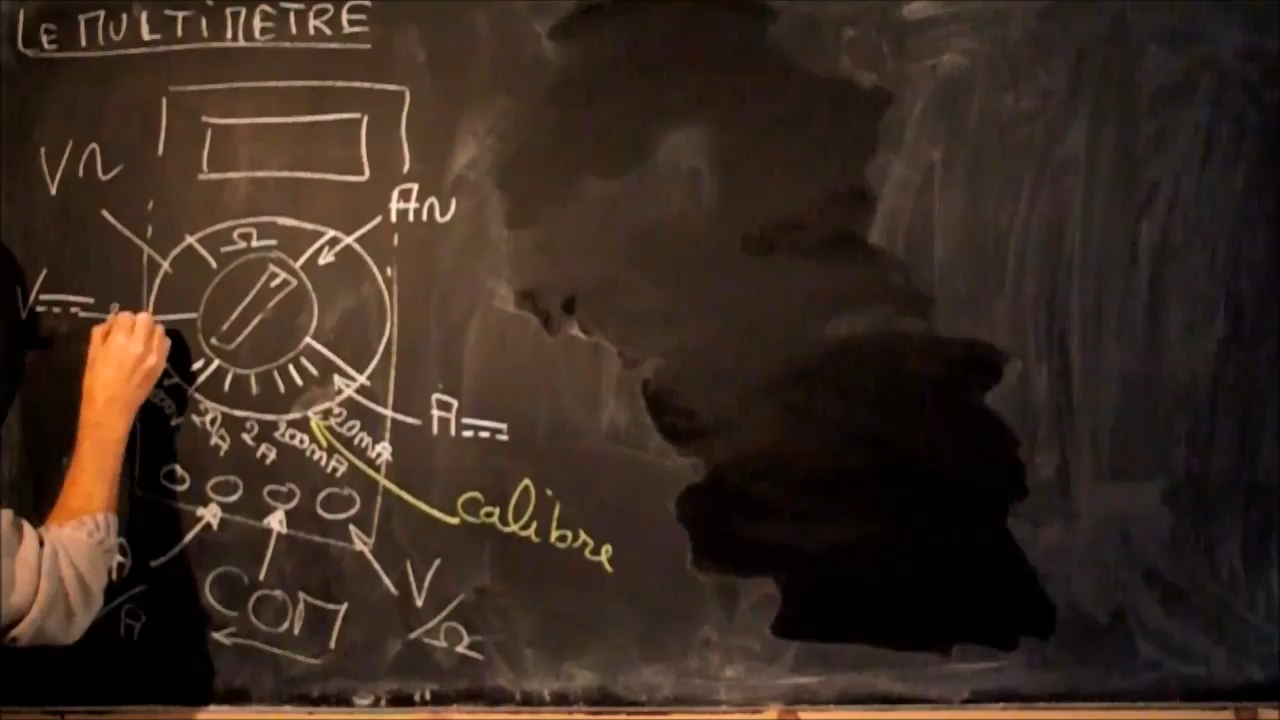 LE MULTIMETRE
V~
Ω
A~
V
A
20A
2A
200mA
20mA
calibre
A
COM
V/Ω
A